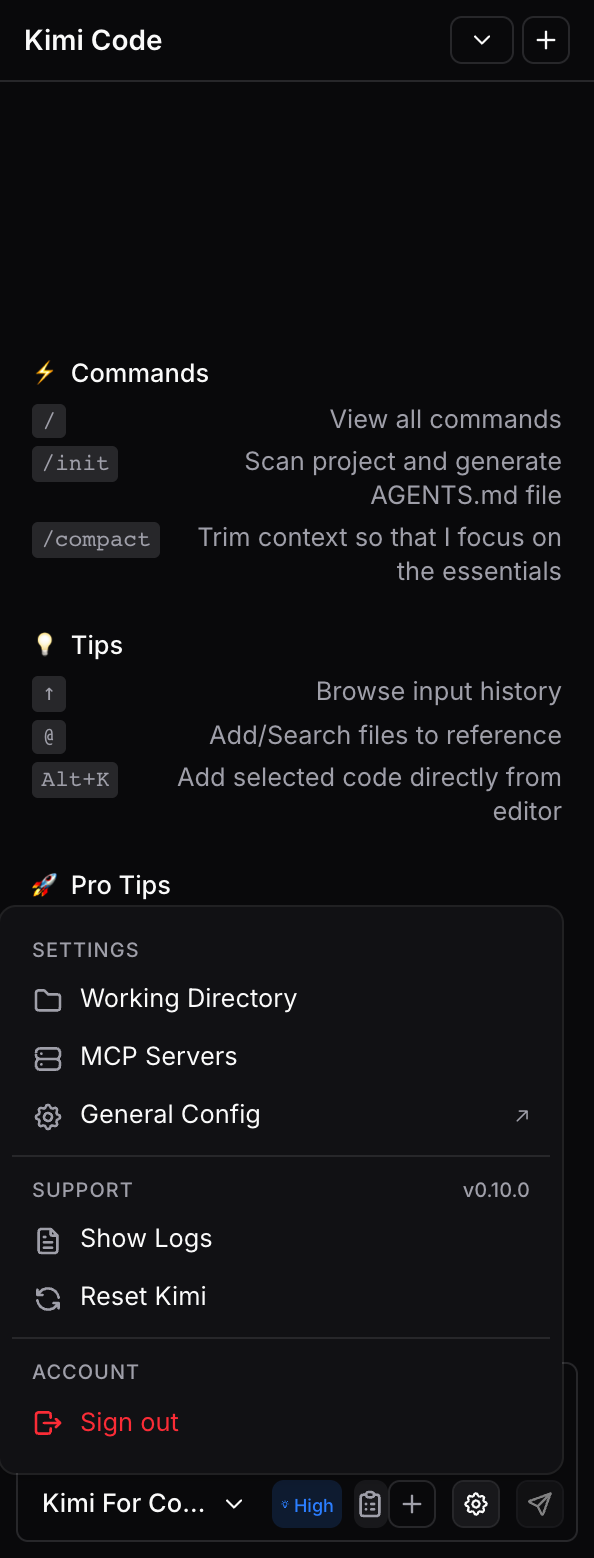 Kimi Code
⚡ Commands
/ View all commands
/init Scan project and generate
AGENTS.md file
/compact Trim context so that I focus on
the essentials
💡 Tips
↑ Browse input history
@ Add/Search files to reference
Alt+K Add selected code directly from
editor
🚀 Pro Tips
SETTINGS
Working Directory
MCP Servers
General Config
SUPPORT v0.10.0
Show Logs
Reset Kimi
ACCOUNT
Sign out
Kimi For Co... High